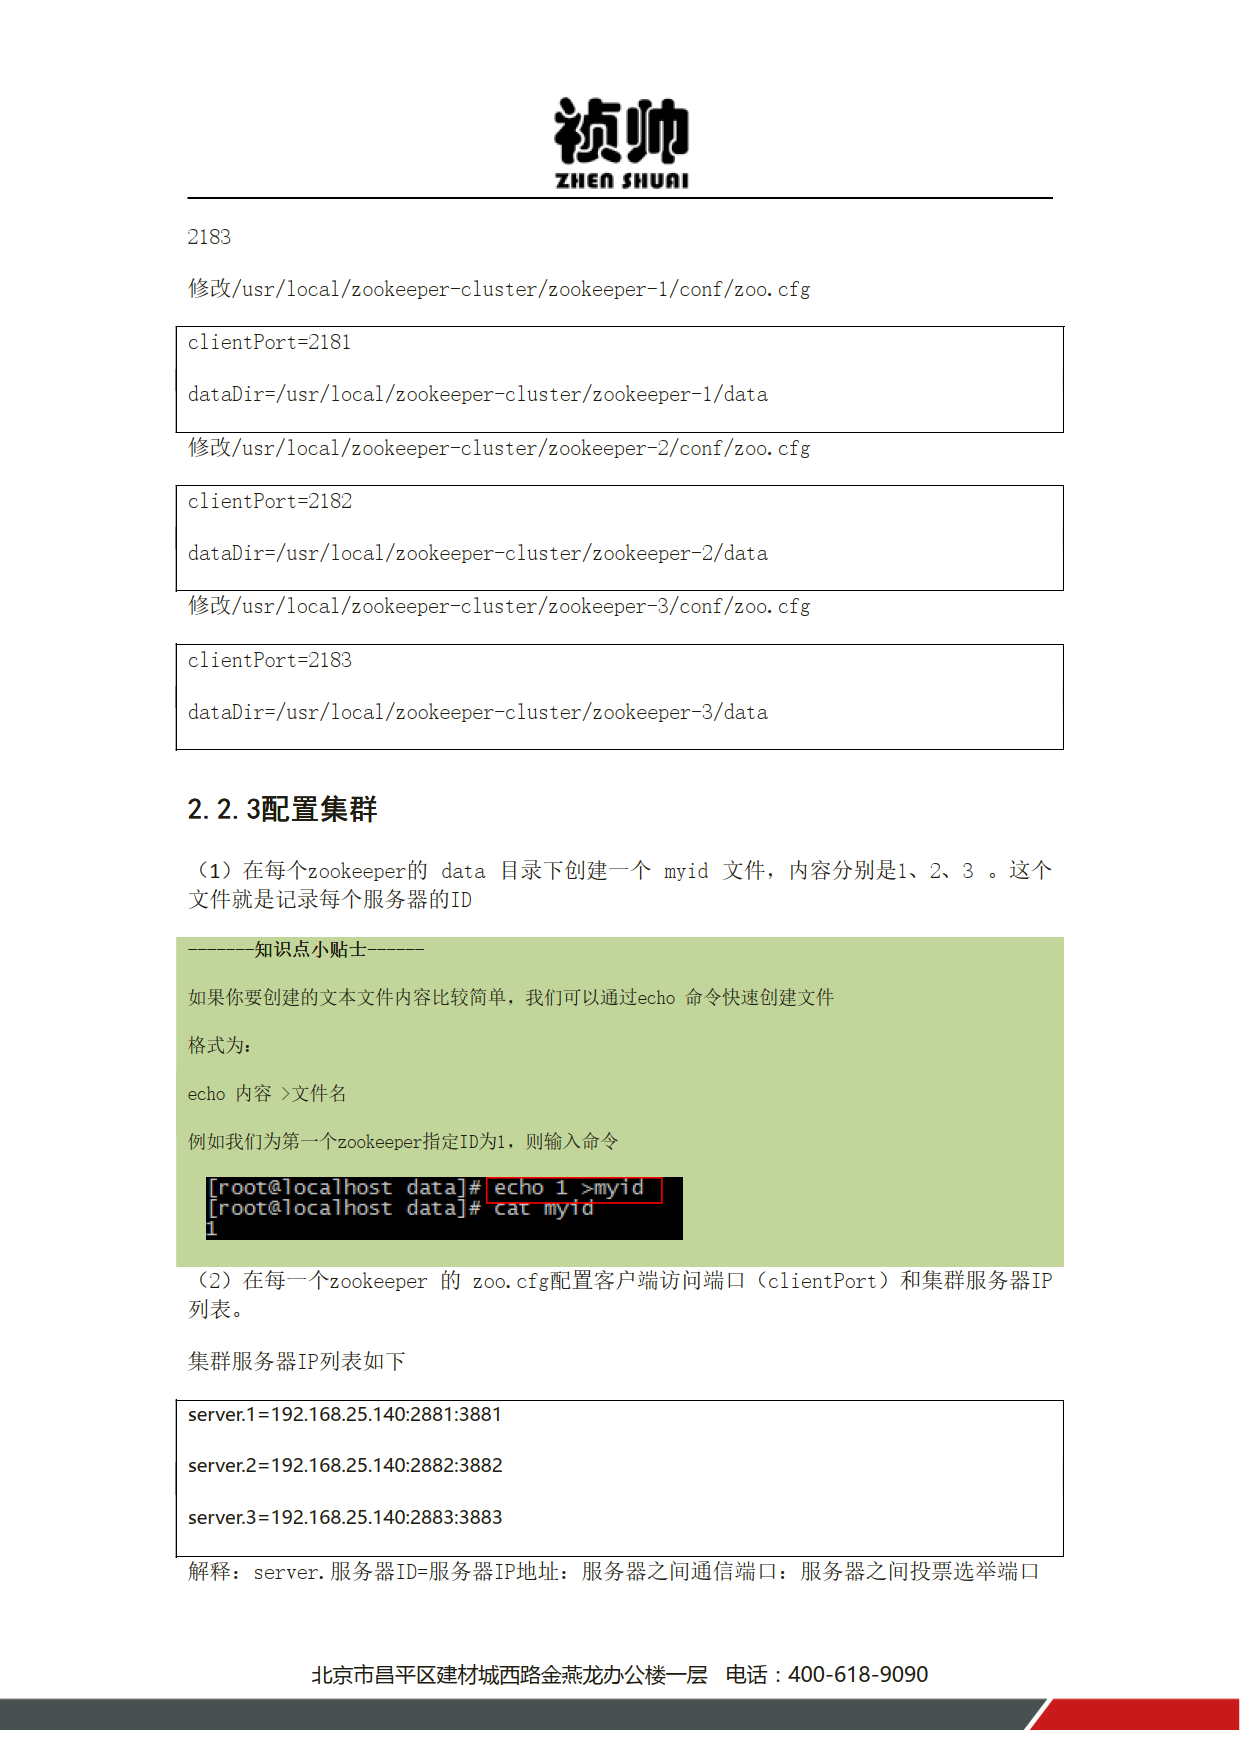 祯帅
ZHEN SHUAI
2183
修改/usr/local/zookeeper-cluster/zookeeper-1/conf/zoo.cfg
clientPort=2181
dataDir=/usr/local/zookeeper-cluster/zookeeper-1/data
修改/usr/local/zookeeper-cluster/zookeeper-2/conf/zoo.cfg
clientPort=2182
dataDir=/usr/local/zookeeper-cluster/zookeeper-2/data
修改/usr/local/zookeeper-cluster/zookeeper-3/conf/zoo.cfg
clientPort=2183
dataDir=/usr/local/zookeeper-cluster/zookeeper-3/data
2.2.3配置集群
（1）在每个zookeeper的 data 目录下创建一个 myid 文件，内容分别是1、2、3 。这个
文件就是记录每个服务器的ID
-------知识点小贴士------
如果你要创建的文本文件内容比较简单，我们可以通过echo 命令快速创建文件
格式为：
echo 内容 >文件名
例如我们为第一个zookeeper指定ID为1，则输入命令
[root@localhost data]# echo 1 >myid
[root@localhost data]# cat myid
1
（2）在每一个zookeeper 的 zoo.cfg配置客户端访问端口（clientPort）和集群服务器IP
列表。
集群服务器IP列表如下
server.1=192.168.25.140:2881:3881
server.2=192.168.25.140:2882:3882
server.3=192.168.25.140:2883:3883
解释：server.服务器ID=服务器IP地址：服务器之间通信端口：服务器之间投票选举端口
北京市昌平区建材城西路金燕龙办公楼一层 电话：400-618-9090